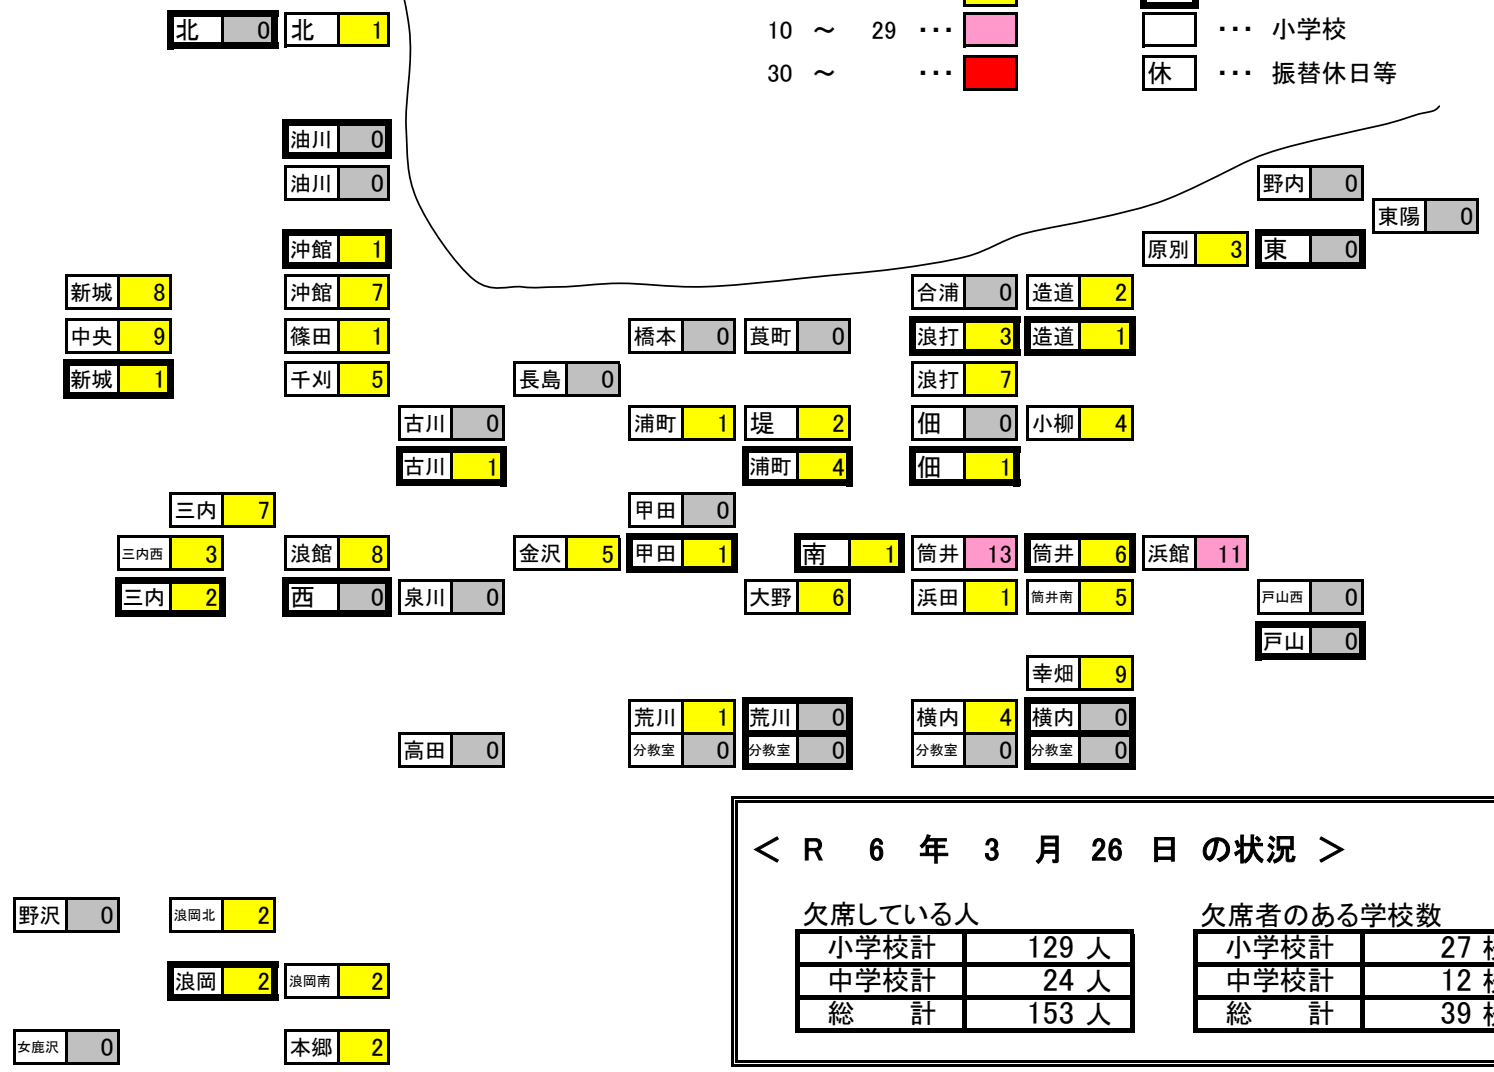 北 0 北 1
10 ～ 29 ･･･ ･･･ 小学校
30 ～ ･･･ 休 ･･･ 振替休日等
油川 0
油川 0 野内 0
東陽 0
沖館 1 原別 3 東 0
新城 8 沖館 7 合浦 0 造道 2
中央 9 篠田 1 橋本 0 莨町 0 浪打 3 造道 1
新城 1 千刈 5 長島 0 浪打 7
古川 0 浦町 1 堤 2 佃 0 小柳 4
古川 1 浦町 4 佃 1
三内 7 甲田 0
三内西 3 浪館 8 金沢 5 甲田 1 南 1 筒井 13 筒井 6 浜館 11
三内 2 西 0 泉川 0 大野 6 浜田 1 筒井南 5 戸山西 0
戸山 0
幸畑 9
荒川 1 荒川 0 横内 4 横内 0
高田 0 分教室 0 分教室 0 分教室 0 分教室 0
＜ R 6 年 3 月 26 日 の状況 ＞
野沢 0 浪岡北 2 欠席している人 欠席者のある学校数
小学校計 129 人 小学校計 27
浪岡 2 浪岡南 2 中学校計 24 人 中学校計 12
総 計 153 人 総 計 39
女鹿沢 0 本郷 2